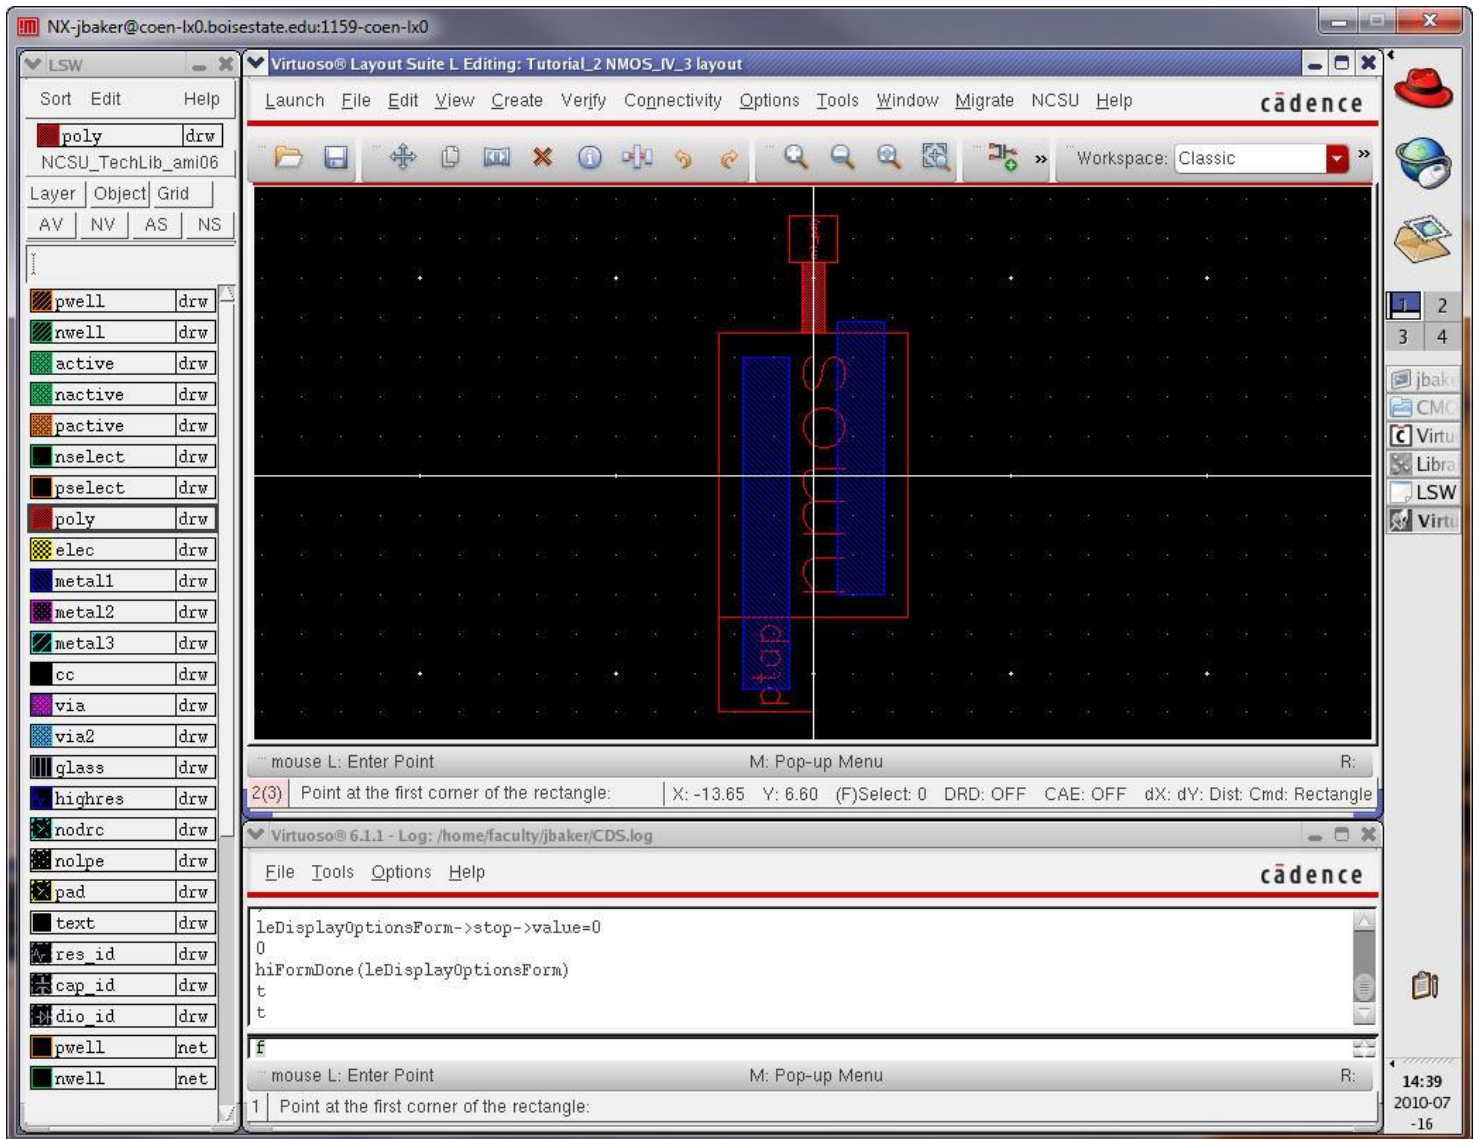 NX-jbaker@coen-lx0.boisestate.edu:1159-coen-lx0
LSW
Sort Edit Help
poly drw
NCSU_TechLib_ami06
Layer Object Grid
AV NV AS NS
pwell drw
nwell drw
active drw
nactive drw
pactive drw
nselect drw
pselect drw
poly drw
elec drw
metal1 drw
metal2 drw
metal3 drw
cc drw
via drw
via2 drw
glass drw
highres drw
nodrc drw
nolpe drw
pad drw
text drw
res_id drw
cap_id drw
dio_id drw
pwell net
nwell net
Virtuoso® Layout Suite L Editing: Tutorial_2 NMOS_IV_3 layout
Launch File Edit View Create Verify Connectivity Options Tools Window Migrate NCSU Help cādence
» Workspace: Classic »
nmos
ptap
mouse L: Enter Point M: Pop-up Menu R:
2(3) Point at the first corner of the rectangle: X: -13.65 Y: 6.60 (F)Select: 0 DRD: OFF CAE: OFF dX: dY: Dist: Cmd: Rectangle
Virtuoso® 6.1.1 - Log: /home/faculty/jbaker/CDS.log
File Tools Options Help cādence
leDisplayOptionsForm->stop->value=0
0
hiFormDone(leDisplayOptionsForm)
t
t
f
mouse L: Enter Point M: Pop-up Menu R:
1 Point at the first corner of the rectangle:
1 2
3 4
jbak
CMO
Virtu
Libra
LSW
Virtu
14:39
2010-07
-16